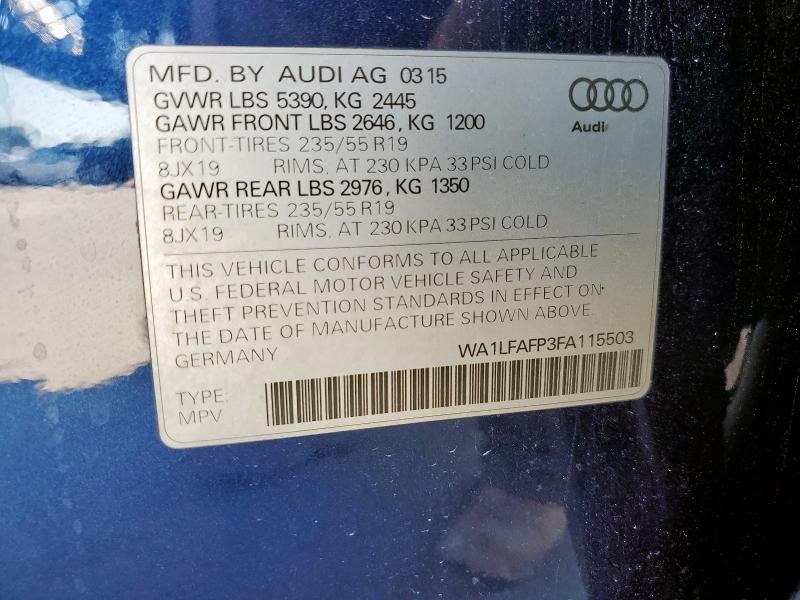 MFD. BY AUDI AG 0315
GVWR LBS 5390, KG 2445
GAWR FRONT LBS 2646, KG 1200
FRONT-TIRES 235/55 R19
8JX19 RIMS, AT 230 KPA 33 PSI COLD
GAWR REAR LBS 2976, KG 1350
REAR-TIRES 235/55 R19
8JX19 RIMS, AT 230 KPA 33 PSI COLD
Audi
THIS VEHICLE CONFORMS TO ALL APPLICABLE
U.S. FEDERAL MOTOR VEHICLE SAFETY AND
THEFT PREVENTION STANDARDS IN EFFECT ON
THE DATE OF MANUFACTURE SHOWN ABOVE.
GERMANY WA1LFAFP3FA115503
TYPE:
MPV